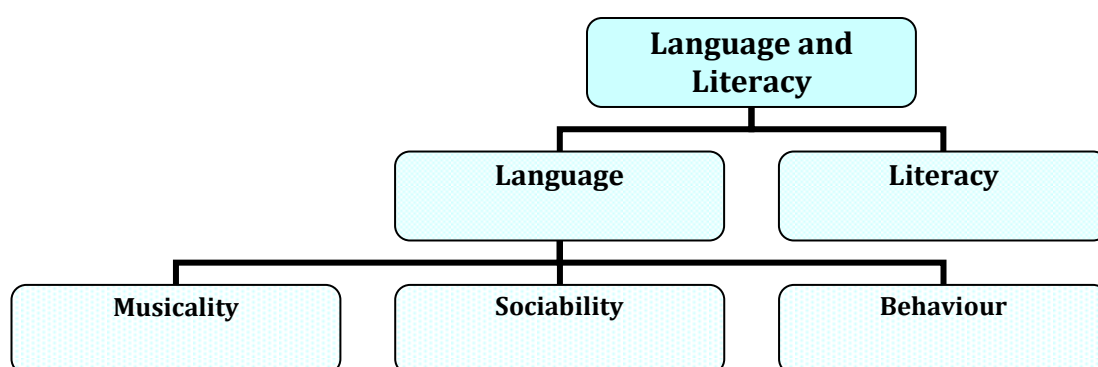 Language and
Literacy
Language
Literacy
Musicality
Sociability
Behaviour